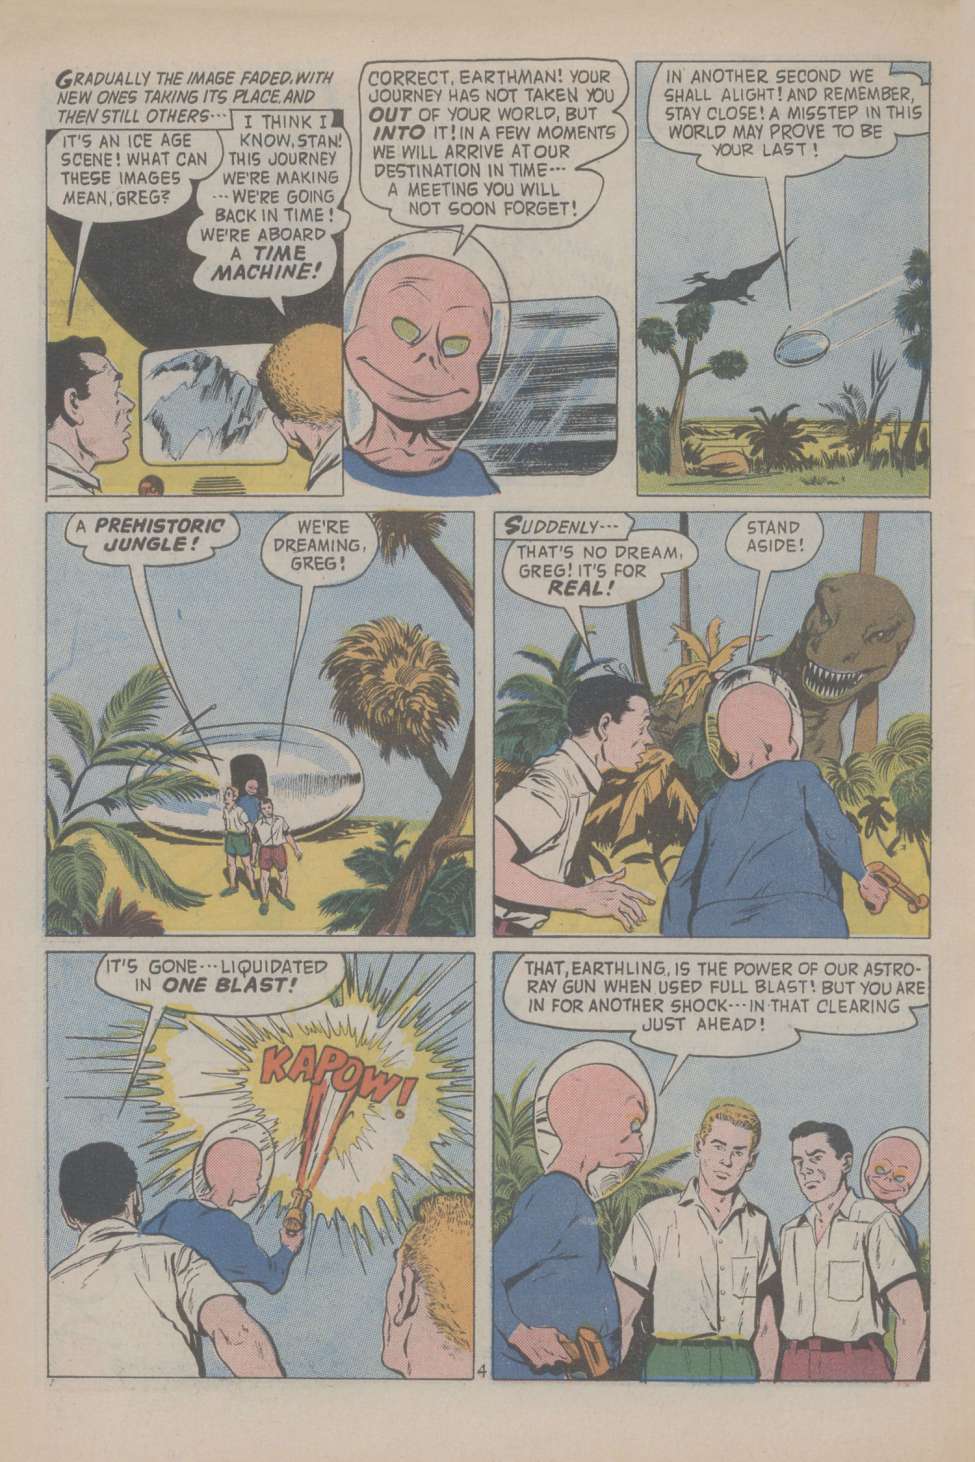 GRADUALLY THE IMAGE FADED, WITH
NEW ONES TAKING ITS PLACE, AND
THEN STILL OTHERS---
IT'S AN ICE AGE
SCENE! WHAT CAN
THESE IMAGES
MEAN, GREG?
I THINK I
KNOW, STAN!
THIS JOURNEY
WE'RE MAKING
---WE'RE GOING
BACK IN TIME!
WE'RE ABOARD
A TIME
MACHINE!
CORRECT, EARTHMAN! YOUR
JOURNEY HAS NOT TAKEN YOU
OUT OF YOUR WORLD, BUT
INTO IT! IN A FEW MOMENTS
WE WILL ARRIVE AT OUR
DESTINATION IN TIME---
A MEETING YOU WILL
NOT SOON FORGET!
IN ANOTHER SECOND WE
SHALL ALIGHT! AND REMEMBER,
STAY CLOSE! A MISSTEP IN THIS
WORLD MAY PROVE TO BE
YOUR LAST!
A PREHISTORIC
JUNGLE!
WE'RE
DREAMING,
GREG!
SUDDENLY---
THAT'S NO DREAM,
GREG! IT'S FOR
REAL!
STAND
ASIDE!
IT'S GONE---LIQUIDATED
IN ONE BLAST!
KAPOW!
THAT, EARTHLING, IS THE POWER OF OUR ASTRO-
RAY GUN WHEN USED FULL BLAST! BUT YOU ARE
IN FOR ANOTHER SHOCK---IN THAT CLEARING
JUST AHEAD!
4